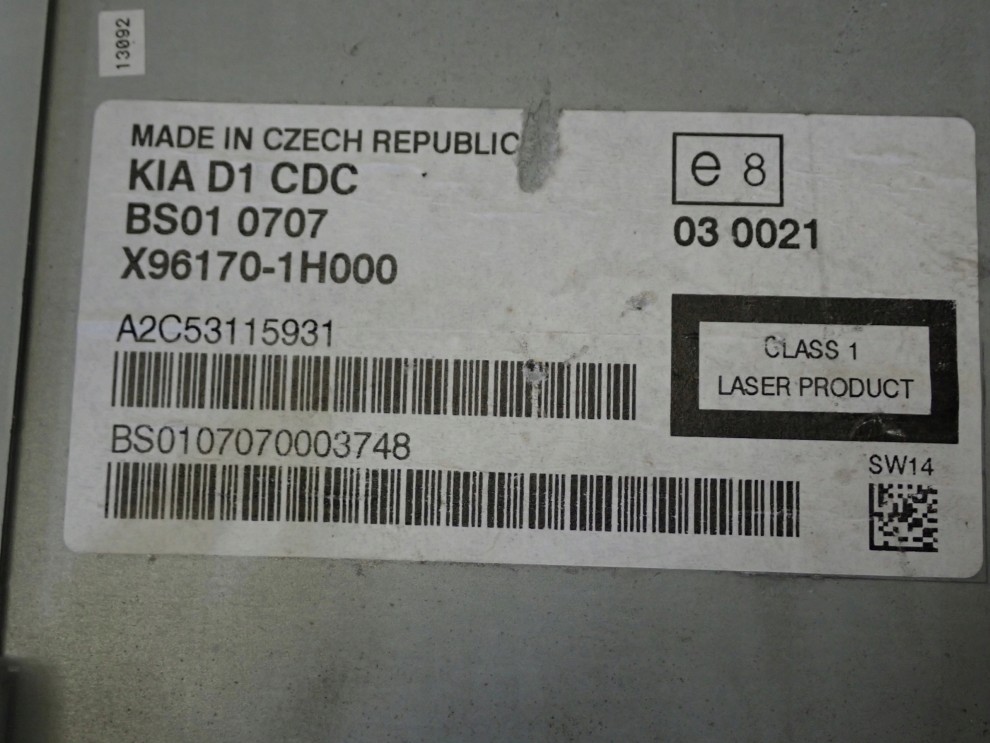 13092
MADE IN CZECH REPUBLIC
KIA D1 CDC
BS01 0707
X96170-1H000
e 8
03 0021
A2C53115931
CLASS 1
LASER PRODUCT
BS0107070003748
SW14